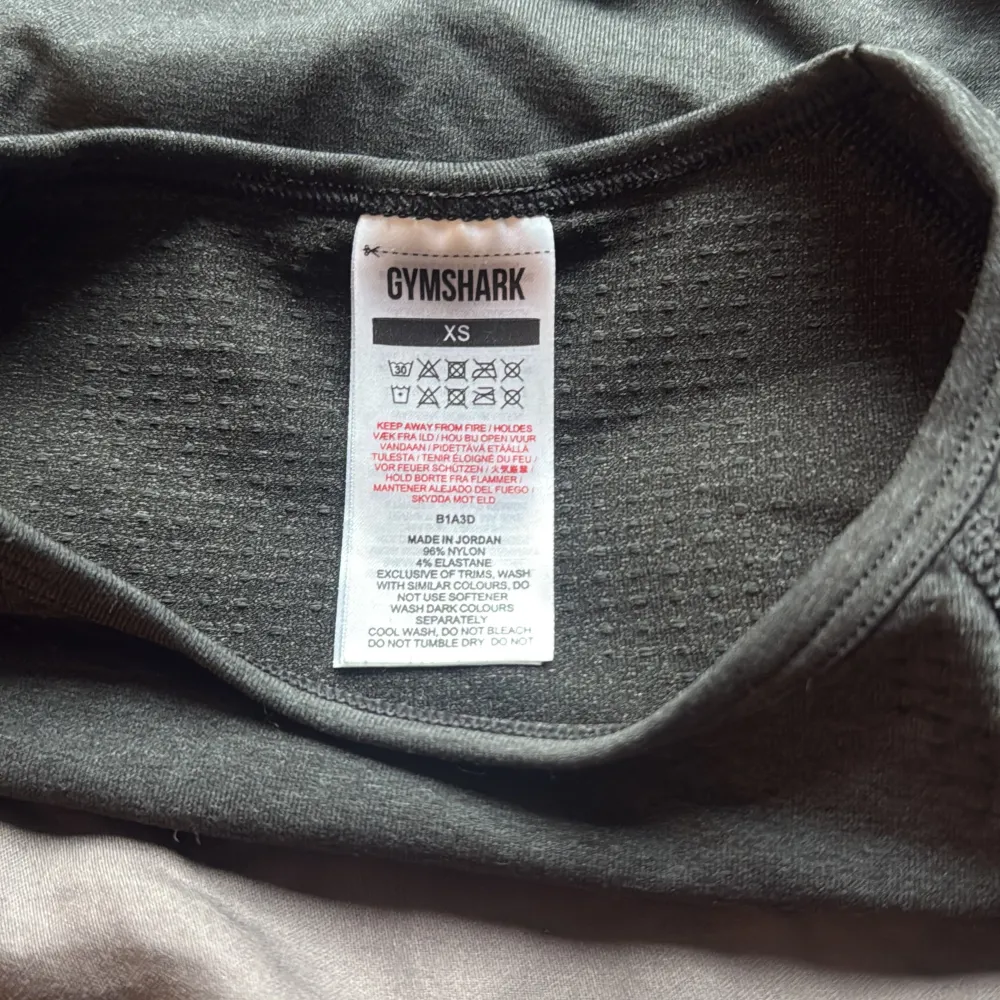 GYMSHARK
XS
30
KEEP AWAY FROM FIRE / HOLDES
VÆK FRA ILD / HOU BIJ OPEN VUUR
VANDAAN / PIDETTÄVÄ ETÄÄLLÄ
TULESTA / TENIR ÉLOIGNÉ DU FEU /
VOR FEUER SCHÜTZEN / 火気厳禁 /
HOLD BORTE FRA FLAMMER /
MANTENER ALEJADO DEL FUEGO /
SKYDDA MOT ELD
B1A3D
MADE IN JORDAN
96% NYLON
4% ELASTANE
EXCLUSIVE OF TRIMS, WASH
WITH SIMILAR COLOURS, DO
NOT USE SOFTENER
WASH DARK COLOURS
SEPARATELY
COOL WASH, DO NOT BLEACH
DO NOT TUMBLE DRY DO NOT